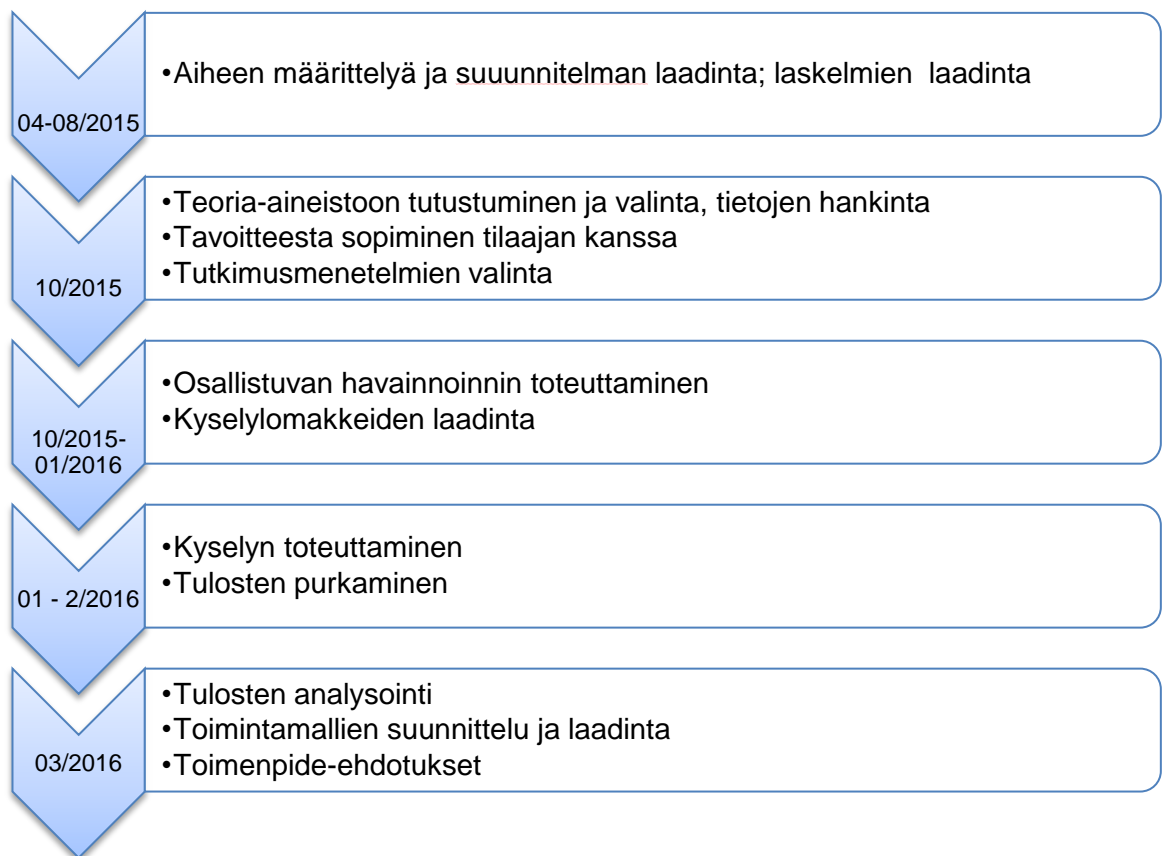 04-08/2015
•Aiheen määrittelyä ja suuunnitelman laadinta; laskelmien  laadinta
10/2015
•Teoria-aineistoon tutustuminen ja valinta, tietojen hankinta
•Tavoitteesta sopiminen tilaajan kanssa
•Tutkimusmenetelmien valinta
10/2015-
01/2016
•Osallistuvan havainnoinnin toteuttaminen
•Kyselylomakkeiden laadinta
01 - 2/2016
•Kyselyn toteuttaminen
•Tulosten purkaminen
03/2016
•Tulosten analysointi
•Toimintamallien suunnittelu ja laadinta
•Toimenpide-ehdotukset